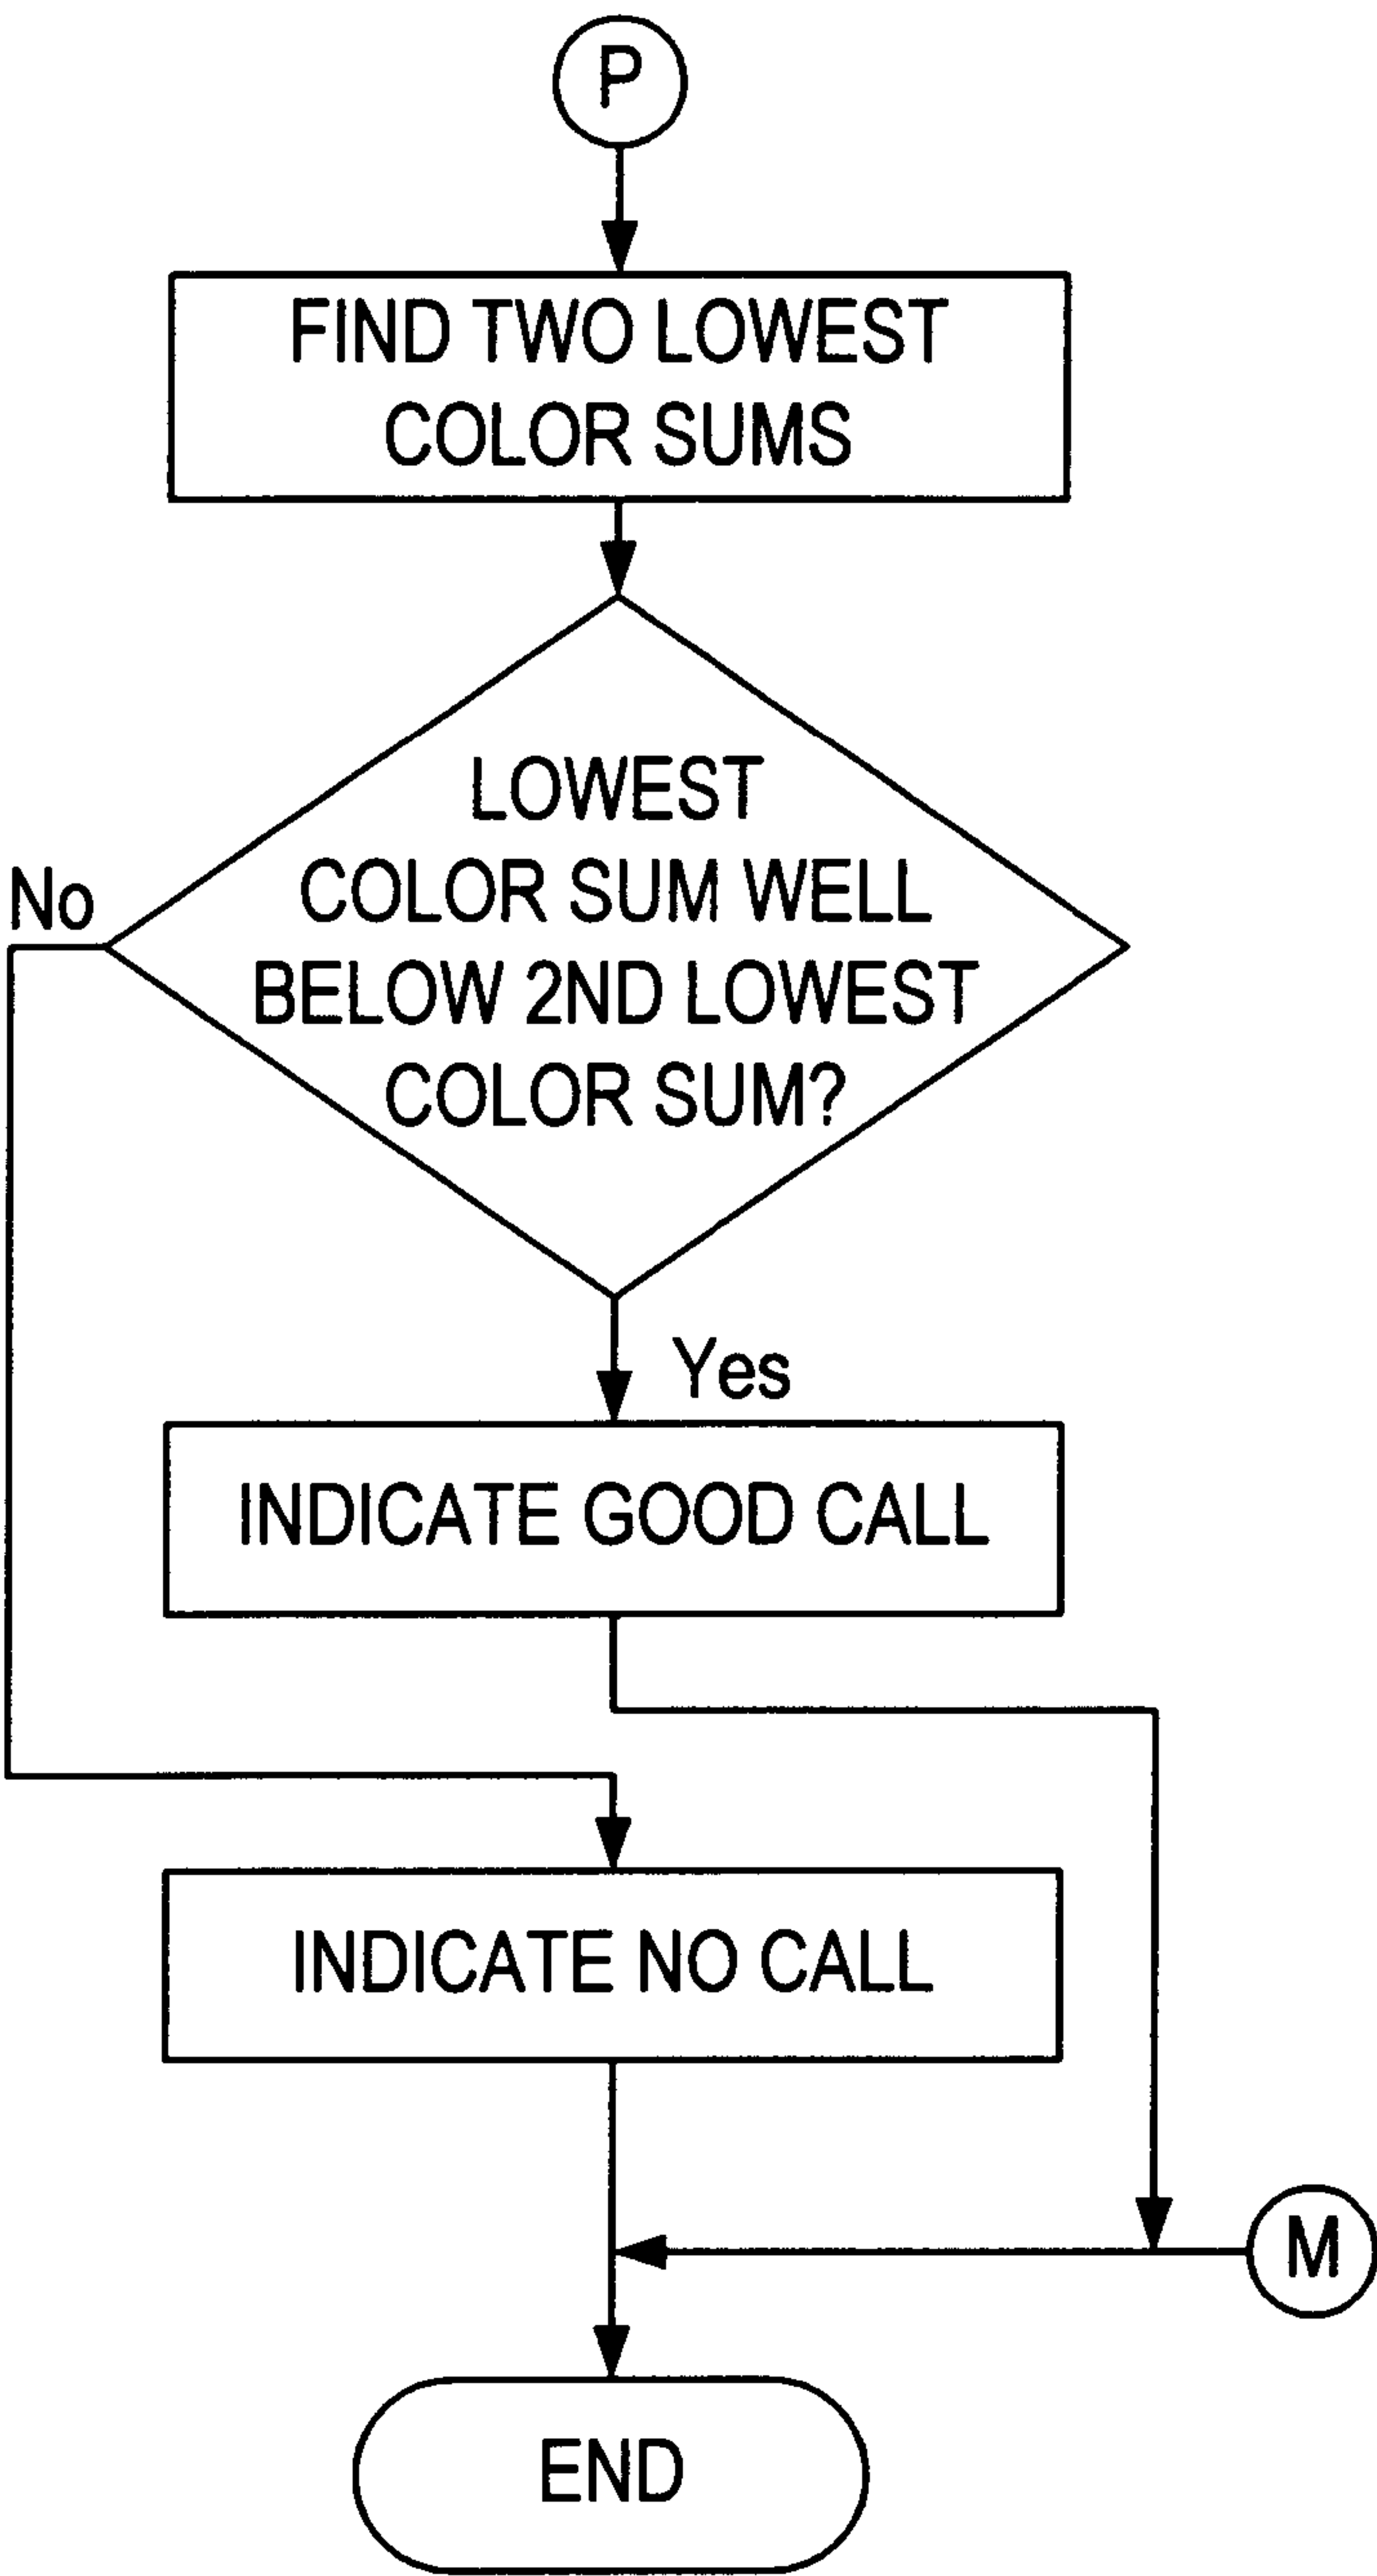 P
FIND TWO LOWEST
COLOR SUMS
LOWEST
COLOR SUM WELL
BELOW 2ND LOWEST
COLOR SUM?
No
Yes
INDICATE GOOD CALL
INDICATE NO CALL
M
END